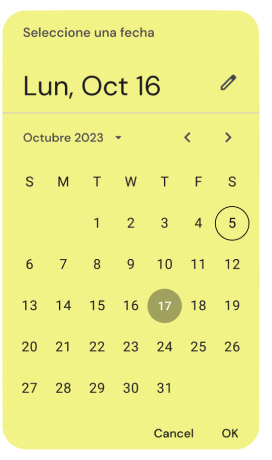 Seleccione una fecha
Lun, Oct 16
Octubre 2023
S M T W T F S
1 2 3 4 5
6 7 8 9 10 11 12
13 14 15 16 17 18 19
20 21 22 23 24 25 26
27 28 29 30 31
Cancel OK